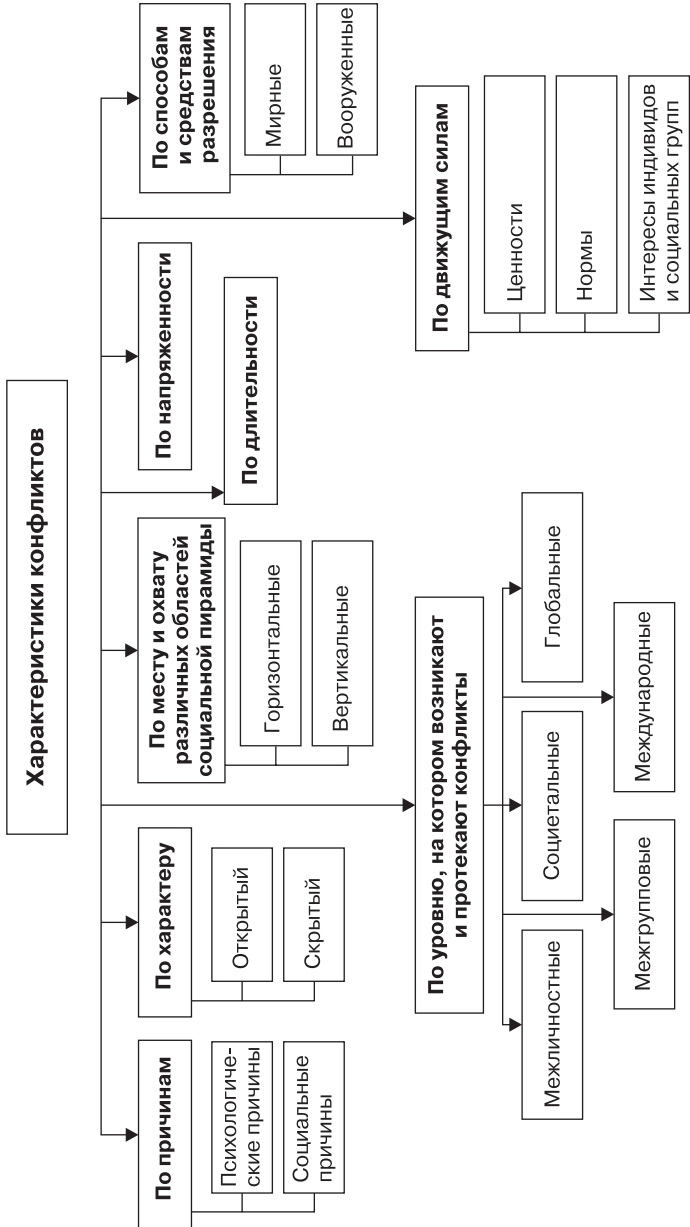 Характеристики конфликтов
По причинам
Психологиче-
ские причины
Социальные
причины
По характеру
Открытый
Скрытый
По месту и охвату
различных областей
социальной пирамиды
Горизонтальные
Вертикальные
По напряженности
По длительности
По способам
и средствам
разрешения
Мирные
Вооруженные
По уровню, на котором возникают
и протекают конфликты
Межличностные
Социетальные
Глобальные
Межгрупповые
Международные
По движущим силам
Ценности
Нормы
Интересы индивидов
и социальных групп